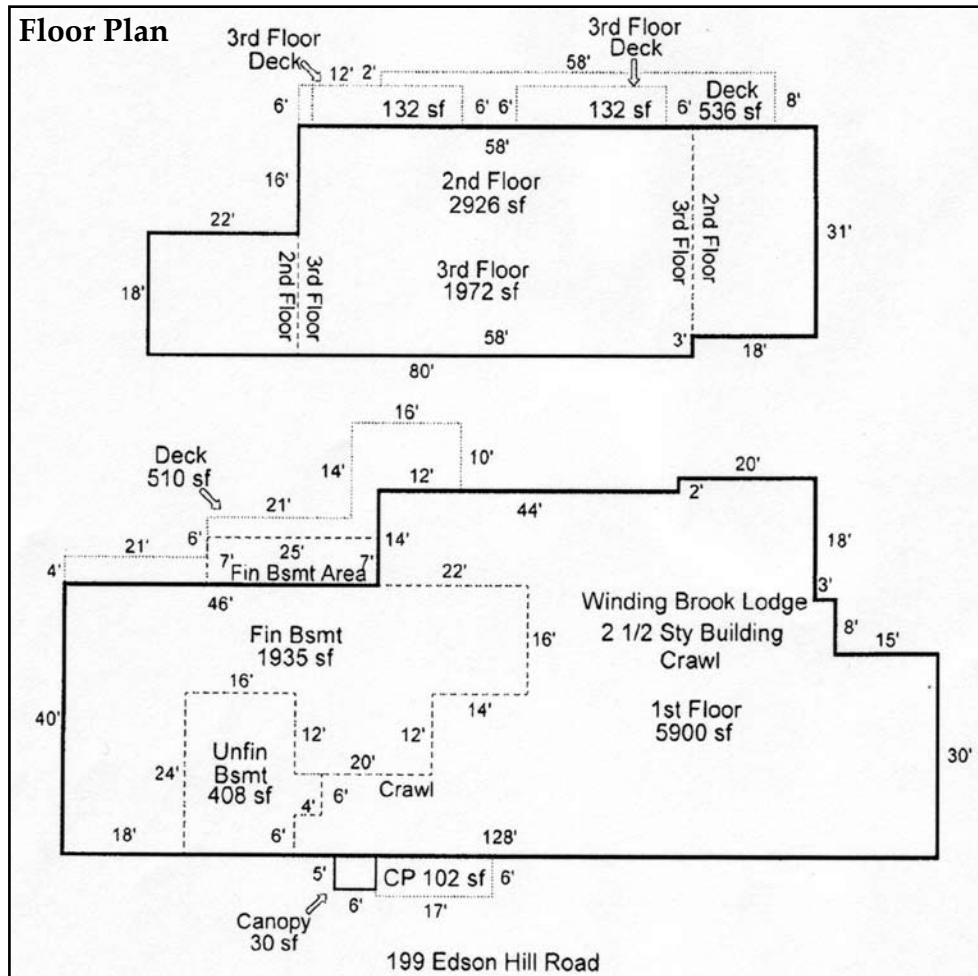 Floor Plan
3rd Floor
Deck
3rd Floor
Deck
12' 2'
58'
6'
132 sf
6' 6'
132 sf
6'
Deck
536 sf
8'
58'
16'
2nd Floor
2926 sf
22'
3rd Floor
2nd Floor
31'
2nd Floor
3rd Floor
3rd Floor
1972 sf
18'
58'
3'
18'
80'
16'
Deck
510 sf
14'
12'
10'
20'
2'
44'
21'
21'
6'
25'
14'
4'
7'
Fin Bsmt Area
7'
18'
46'
22'
3'
Fin Bsmt
1935 sf
Winding Brook Lodge
2 1/2 Sty Building
Crawl
8'
15'
16'
16'
14'
40'
12'
12'
1st Floor
5900 sf
Unfin
Bsmt
408 sf
24'
20'
Crawl
30'
4'
6'
18'
6'
128'
5'
CP 102 sf
6'
6'
17'
Canopy
30 sf
199 Edson Hill Road